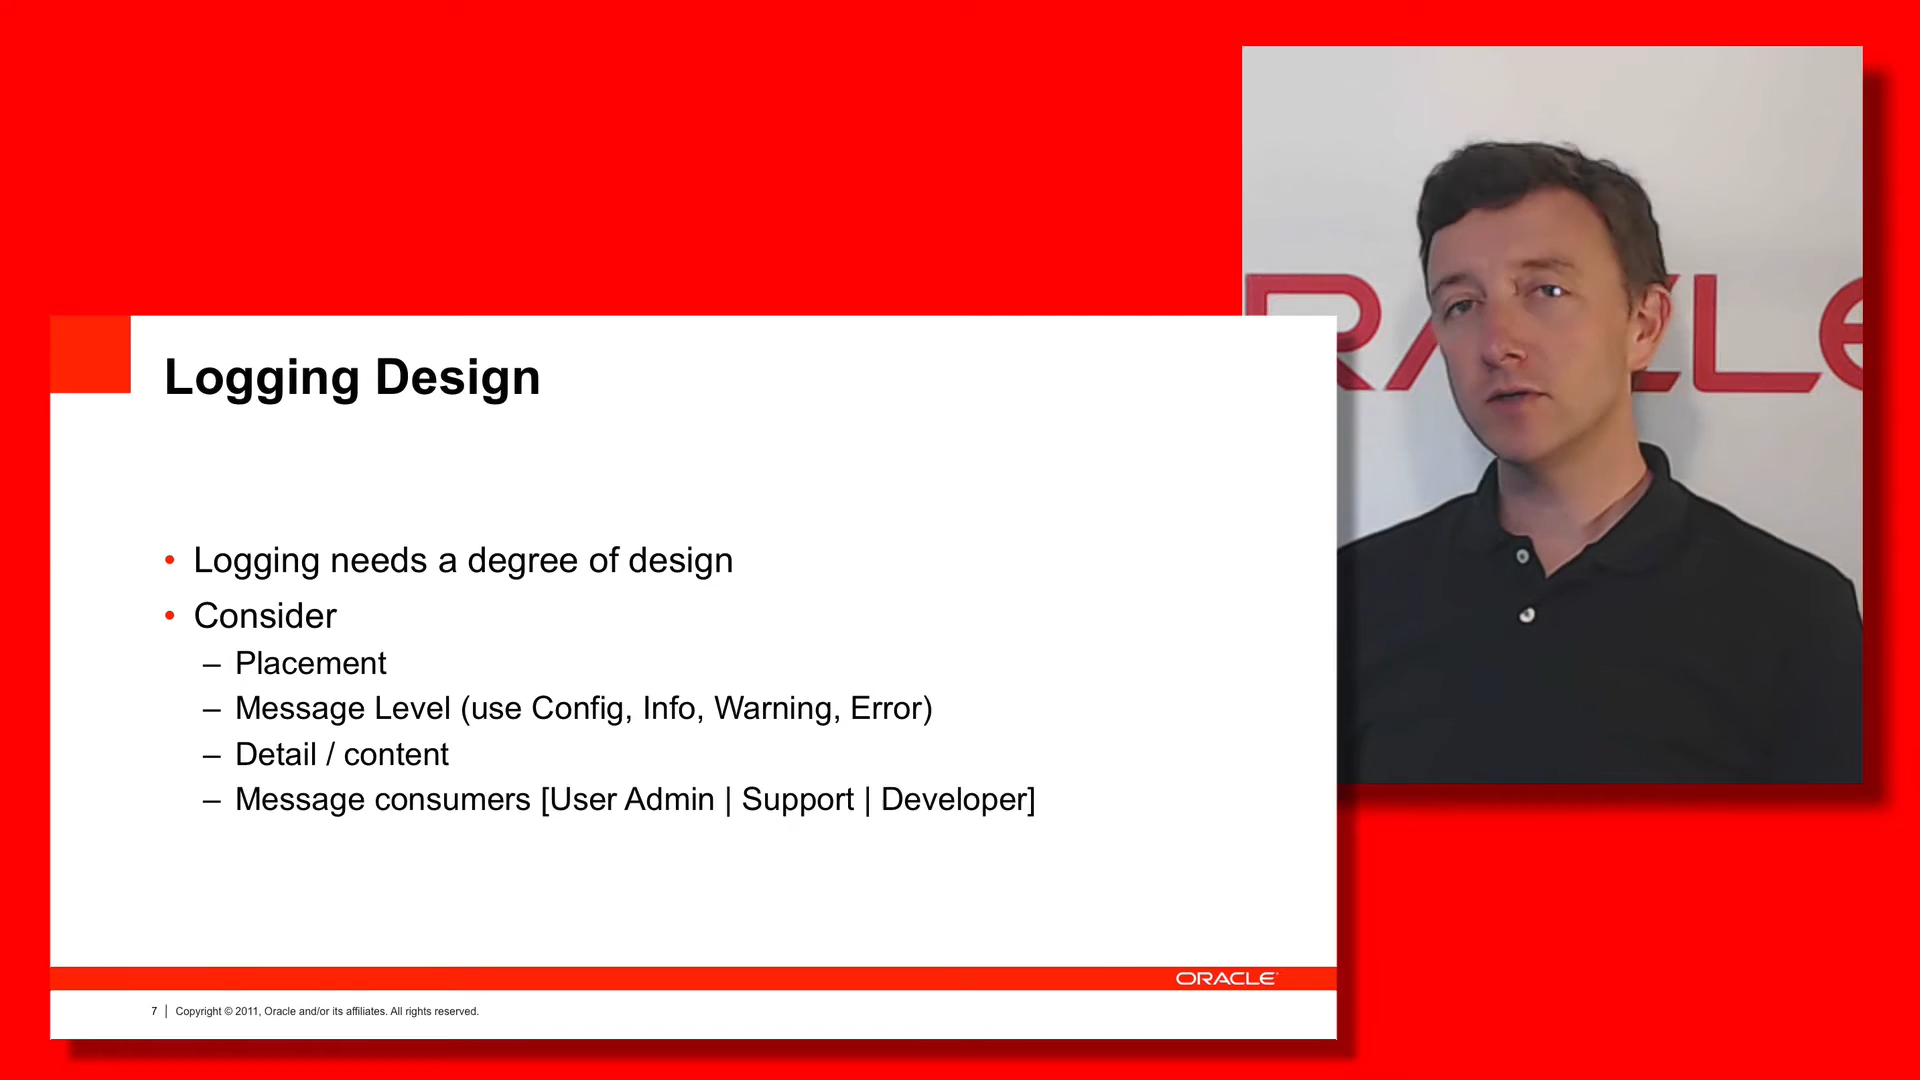 Logging Design
• Logging needs a degree of design
• Consider
– Placement
– Message Level (use Config, Info, Warning, Error)
– Detail / content
– Message consumers [User Admin | Support | Developer]
ORACLE
7 | Copyright © 2011, Oracle and/or its affiliates. All rights reserved.